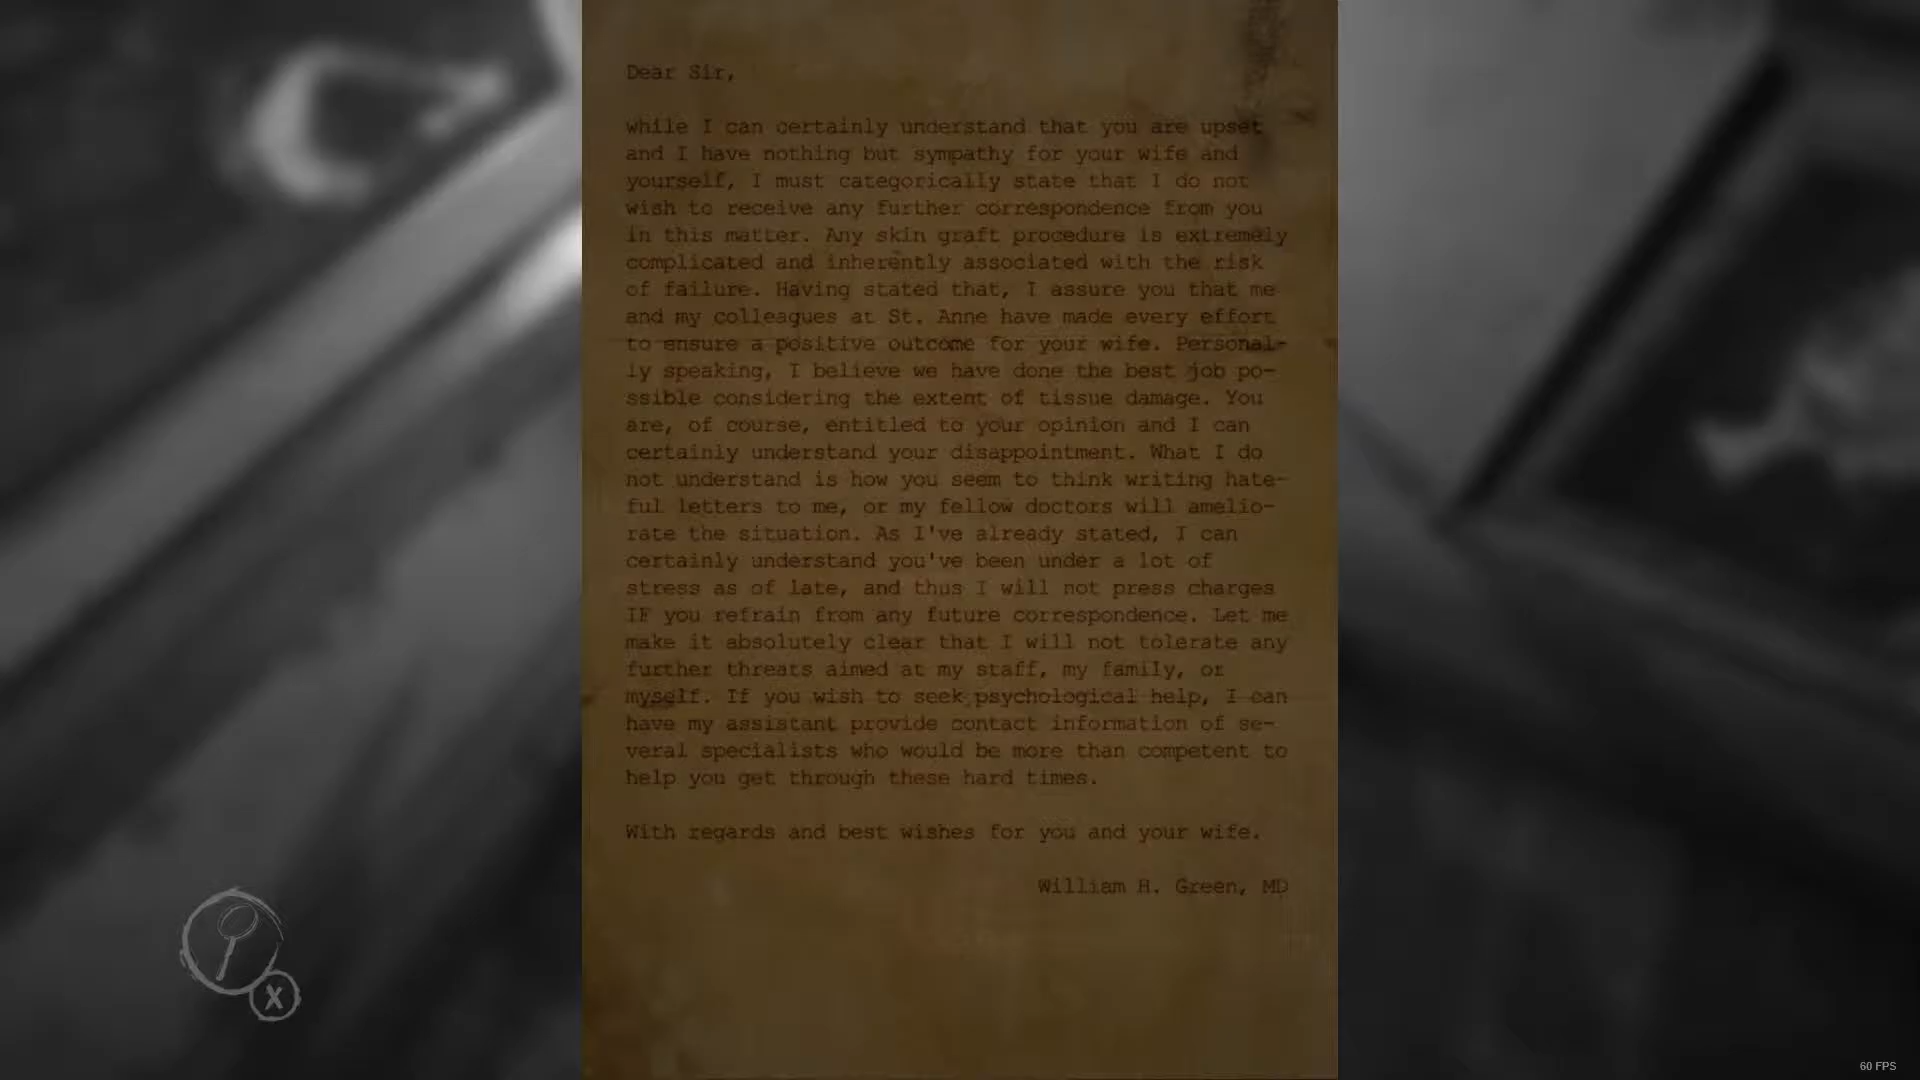 Dear Sir,
while I can certainly understand that you are upset
and I have nothing but sympathy for your wife and
yourself, I must categorically state that I do not
wish to receive any further correspondence from you
in this matter. Any skin graft procedure is extremely
complicated and inherently associated with the risk
of failure. Having stated that, I assure you that me
and my colleagues at St. Anne have made every effort
to ensure a positive outcome for your wife. Personal-
ly speaking, I believe we have done the best job po-
ssible considering the extent of tissue damage. You
are, of course, entitled to your opinion and I can
certainly understand your disappointment. What I do
not understand is how you seem to think writing hate-
ful letters to me, or my fellow doctors will amelio-
rate the situation. As I've already stated, I can
certainly understand you've been under a lot of
stress as of late, and thus I will not press charges
IF you refrain from any future correspondence. Let me
make it absolutely clear that I will not tolerate any
further threats aimed at my staff, my family, or
myself. If you wish to seek psychological help, I can
have my assistant provide contact information of se-
veral specialists who would be more than competent to
help you get through these hard times.
With regards and best wishes for you and your wife.
William H. Green, MD
X
60 FPS